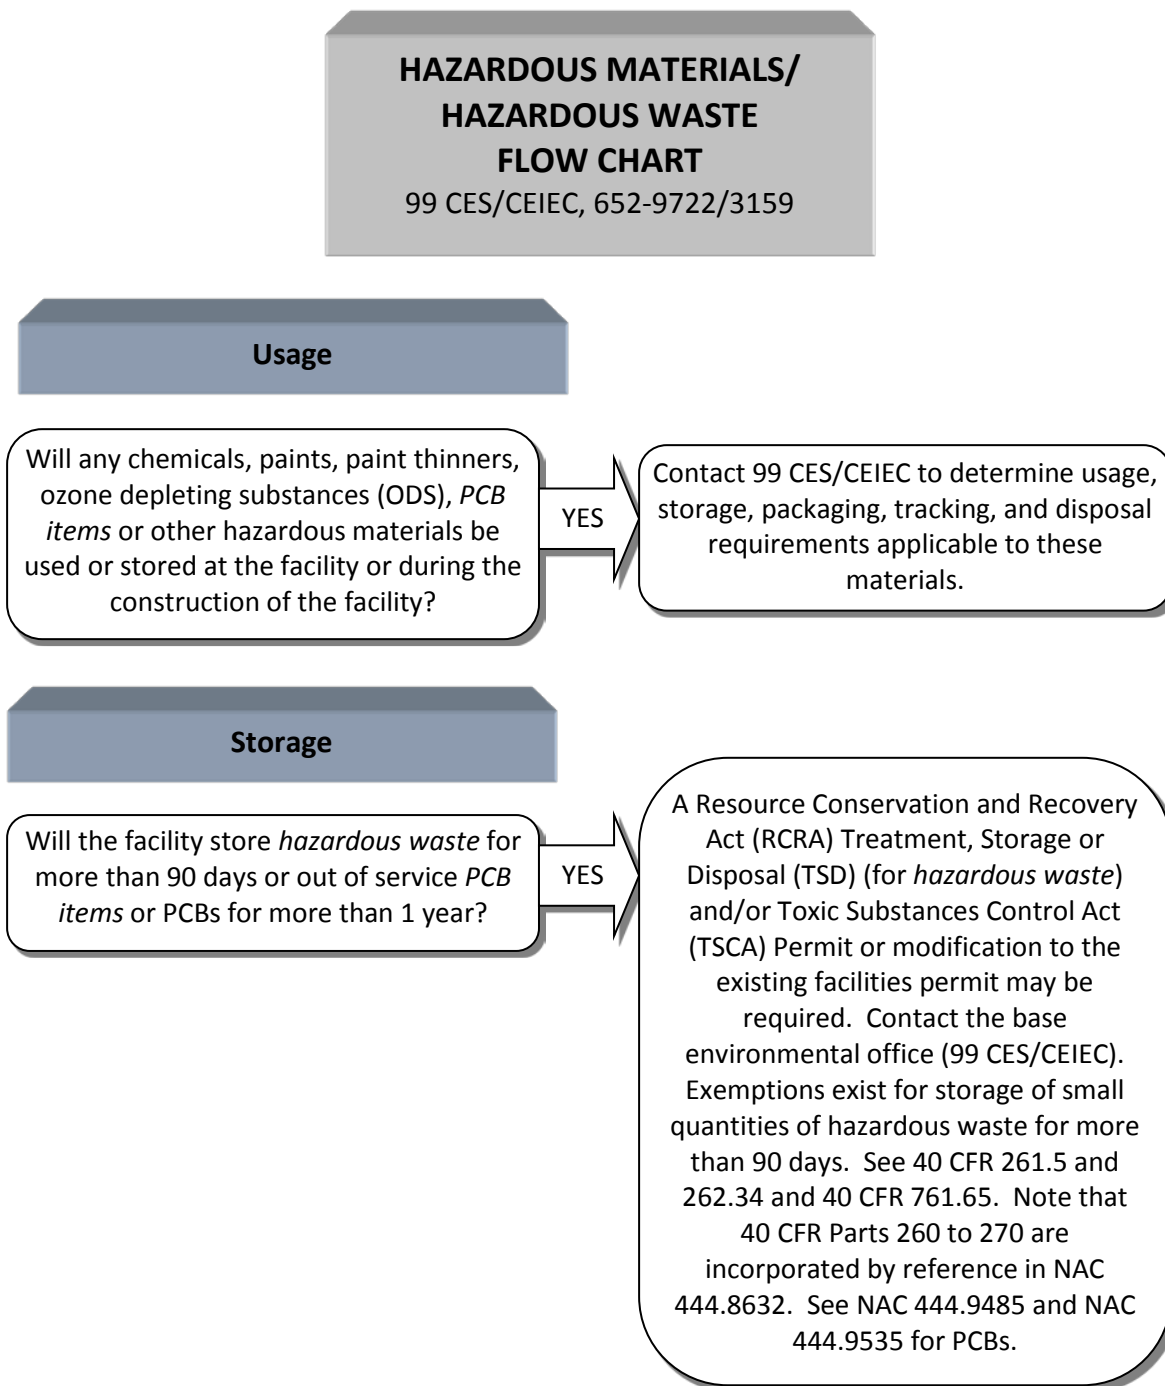 HAZARDOUS MATERIALS/
HAZARDOUS WASTE
FLOW CHART
99 CES/CEIEC, 652-9722/3159
Usage
Will any chemicals, paints, paint thinners,
ozone depleting substances (ODS), PCB
items or other hazardous materials be
used or stored at the facility or during the
construction of the facility?
YES
Contact 99 CES/CEIEC to determine usage,
storage, packaging, tracking, and disposal
requirements applicable to these
materials.
Storage
Will the facility store hazardous waste for
more than 90 days or out of service PCB
items or PCBs for more than 1 year?
YES
A Resource Conservation and Recovery
Act (RCRA) Treatment, Storage or
Disposal (TSD) (for hazardous waste)
and/or Toxic Substances Control Act
(TSCA) Permit or modification to the
existing facilities permit may be
required.  Contact the base
environmental office (99 CES/CEIEC).
Exemptions exist for storage of small
quantities of hazardous waste for more
than 90 days.  See 40 CFR 261.5 and
262.34 and 40 CFR 761.65.  Note that
40 CFR Parts 260 to 270 are
incorporated by reference in NAC
444.8632.  See NAC 444.9485 and NAC
444.9535 for PCBs.